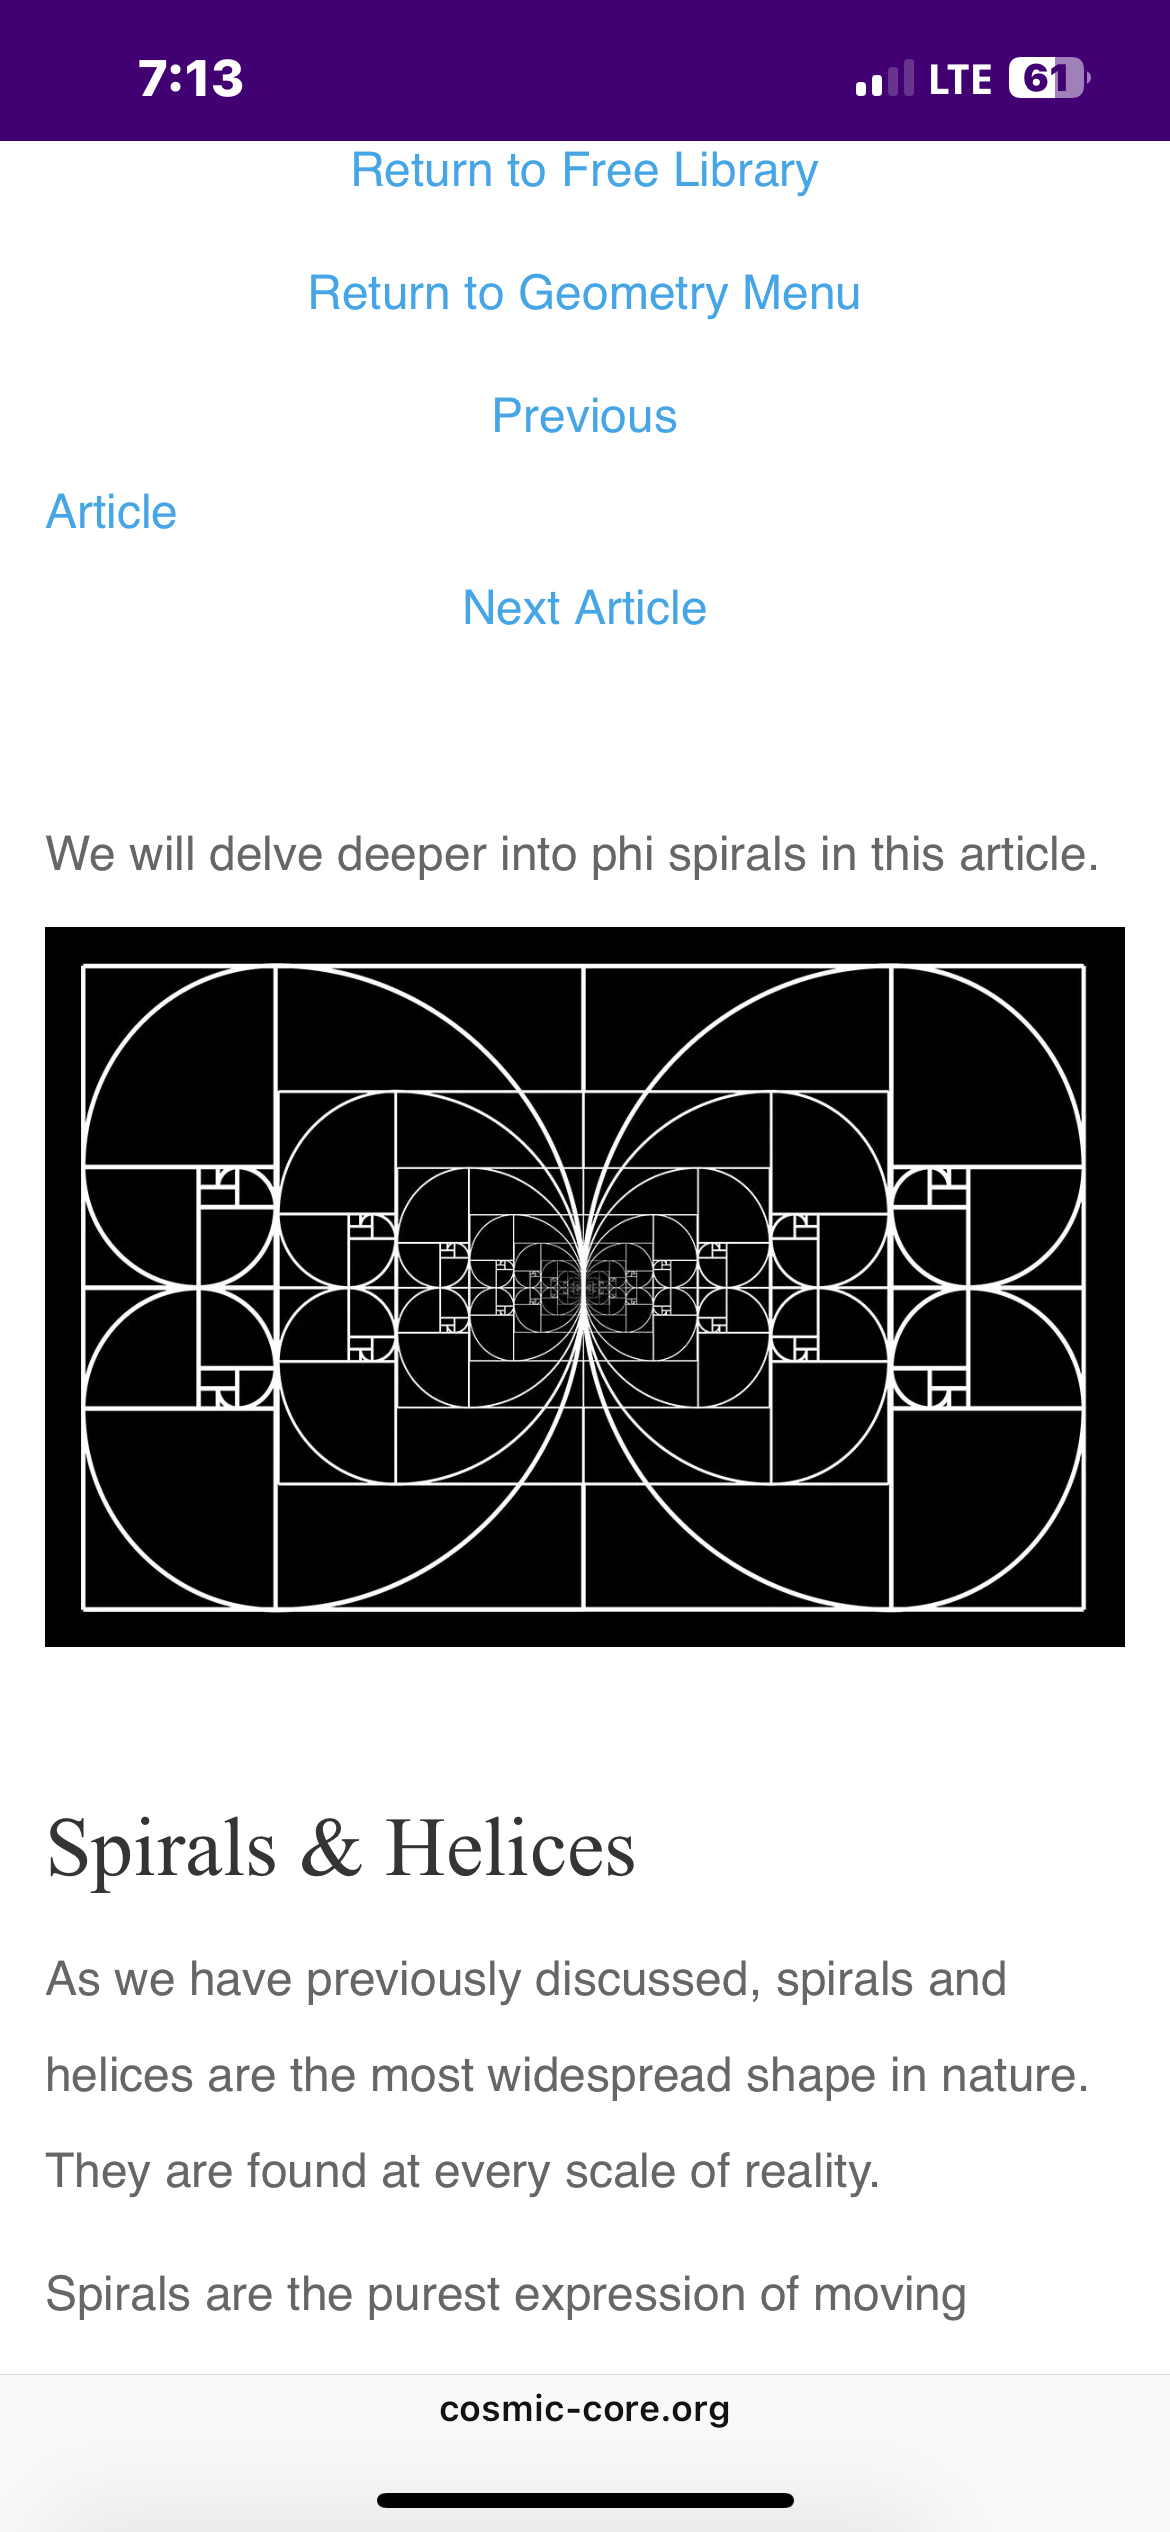 7:13
LTE 61
Return to Free Library
Return to Geometry Menu
Previous
Article
Next Article
We will delve deeper into phi spirals in this article.
Spirals & Helices
As we have previously discussed, spirals and
helices are the most widespread shape in nature.
They are found at every scale of reality.
Spirals are the purest expression of moving
cosmic-core.org